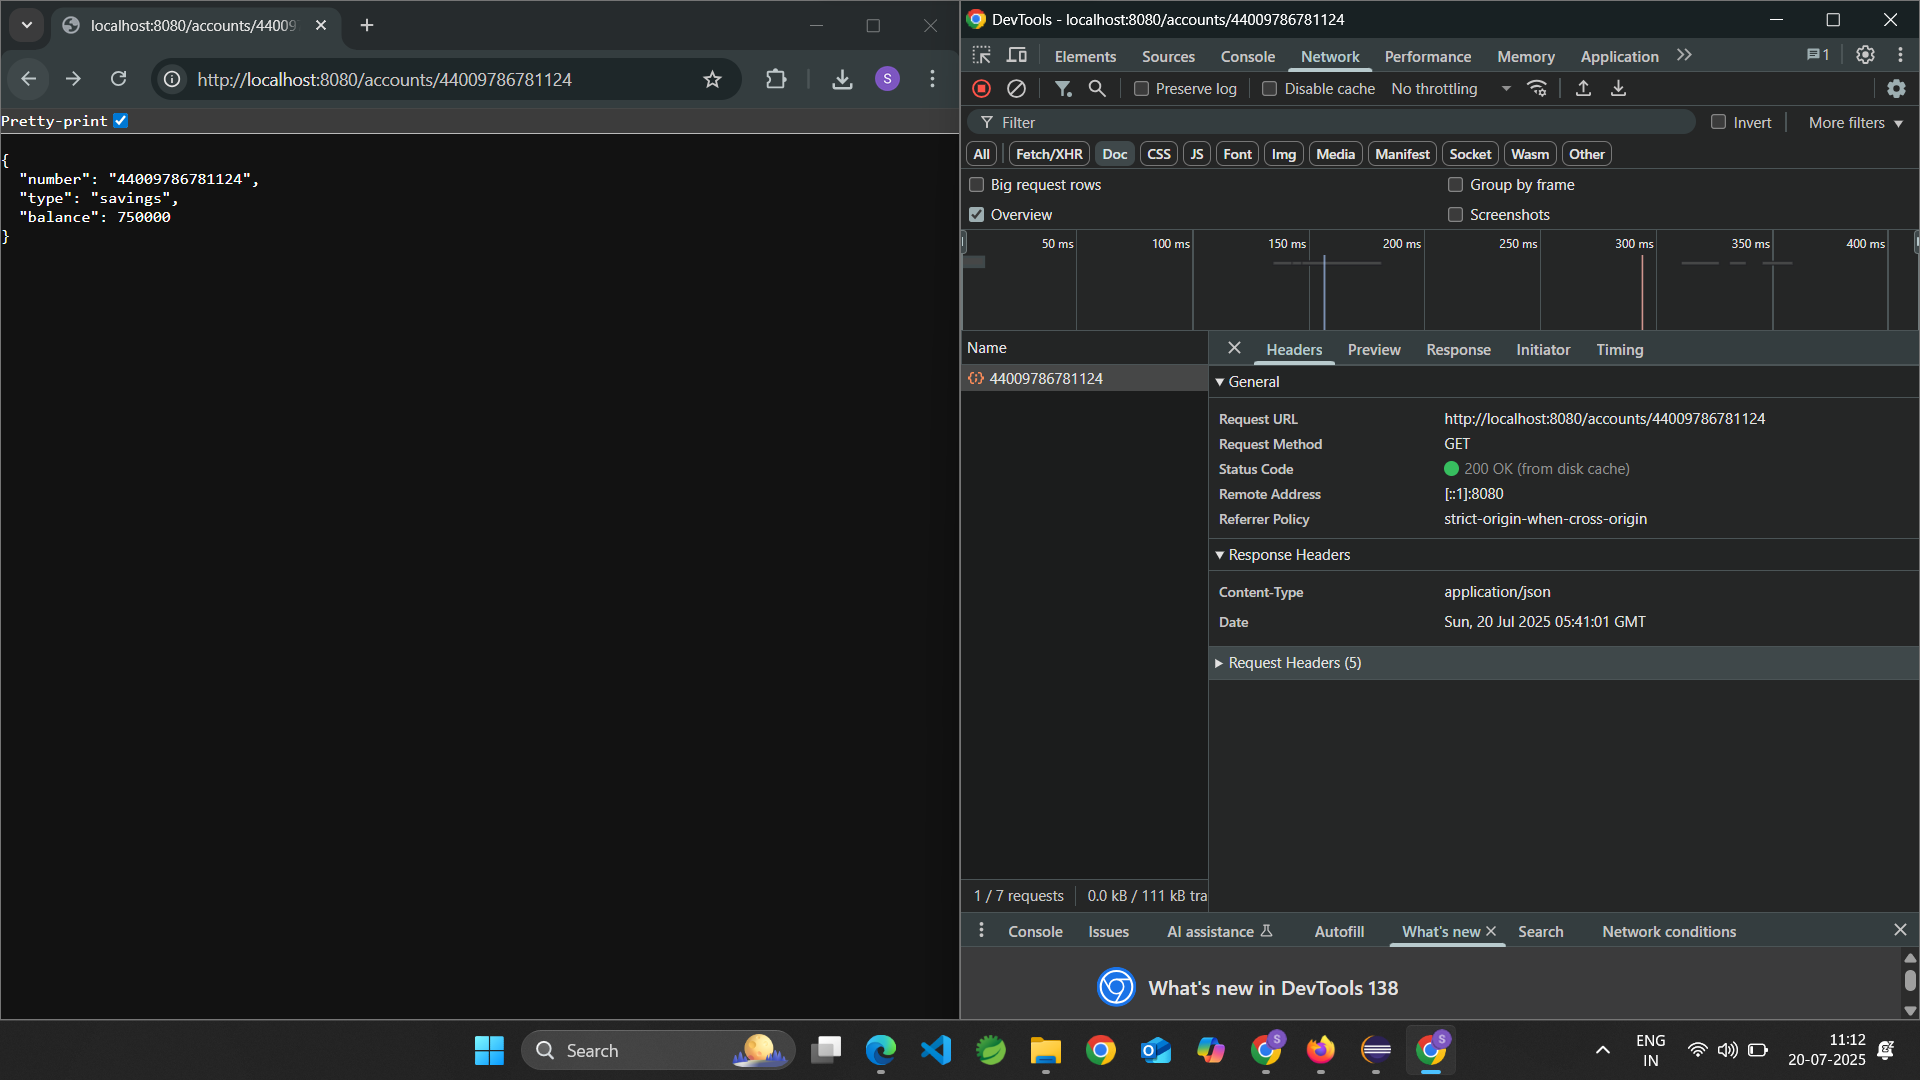 localhost:8080/accounts/44009
http://localhost:8080/accounts/44009786781124
S
Pretty-print
{
"number": "44009786781124",
"type": "savings",
"balance": 750000
}
DevTools - localhost:8080/accounts/44009786781124
Elements Sources Console Network Performance Memory Application 1
Preserve log Disable cache No throttling
Filter Invert More filters
All Fetch/XHR Doc CSS JS Font Img Media Manifest Socket Wasm Other
Big request rows Group by frame
Overview Screenshots
50 ms 100 ms 150 ms 200 ms 250 ms 300 ms 350 ms 400 ms
Name
44009786781124
Headers Preview Response Initiator Timing
General
Request URL http://localhost:8080/accounts/44009786781124
Request Method GET
Status Code 200 OK (from disk cache)
Remote Address [::1]:8080
Referrer Policy strict-origin-when-cross-origin
Response Headers
Content-Type application/json
Date Sun, 20 Jul 2025 05:41:01 GMT
Request Headers (5)
1 / 7 requests 0.0 kB / 111 kB tra
Console Issues AI assistance Autofill What's new Search Network conditions
What's new in DevTools 138
Search
S
S
ENG
IN
11:12
20-07-2025